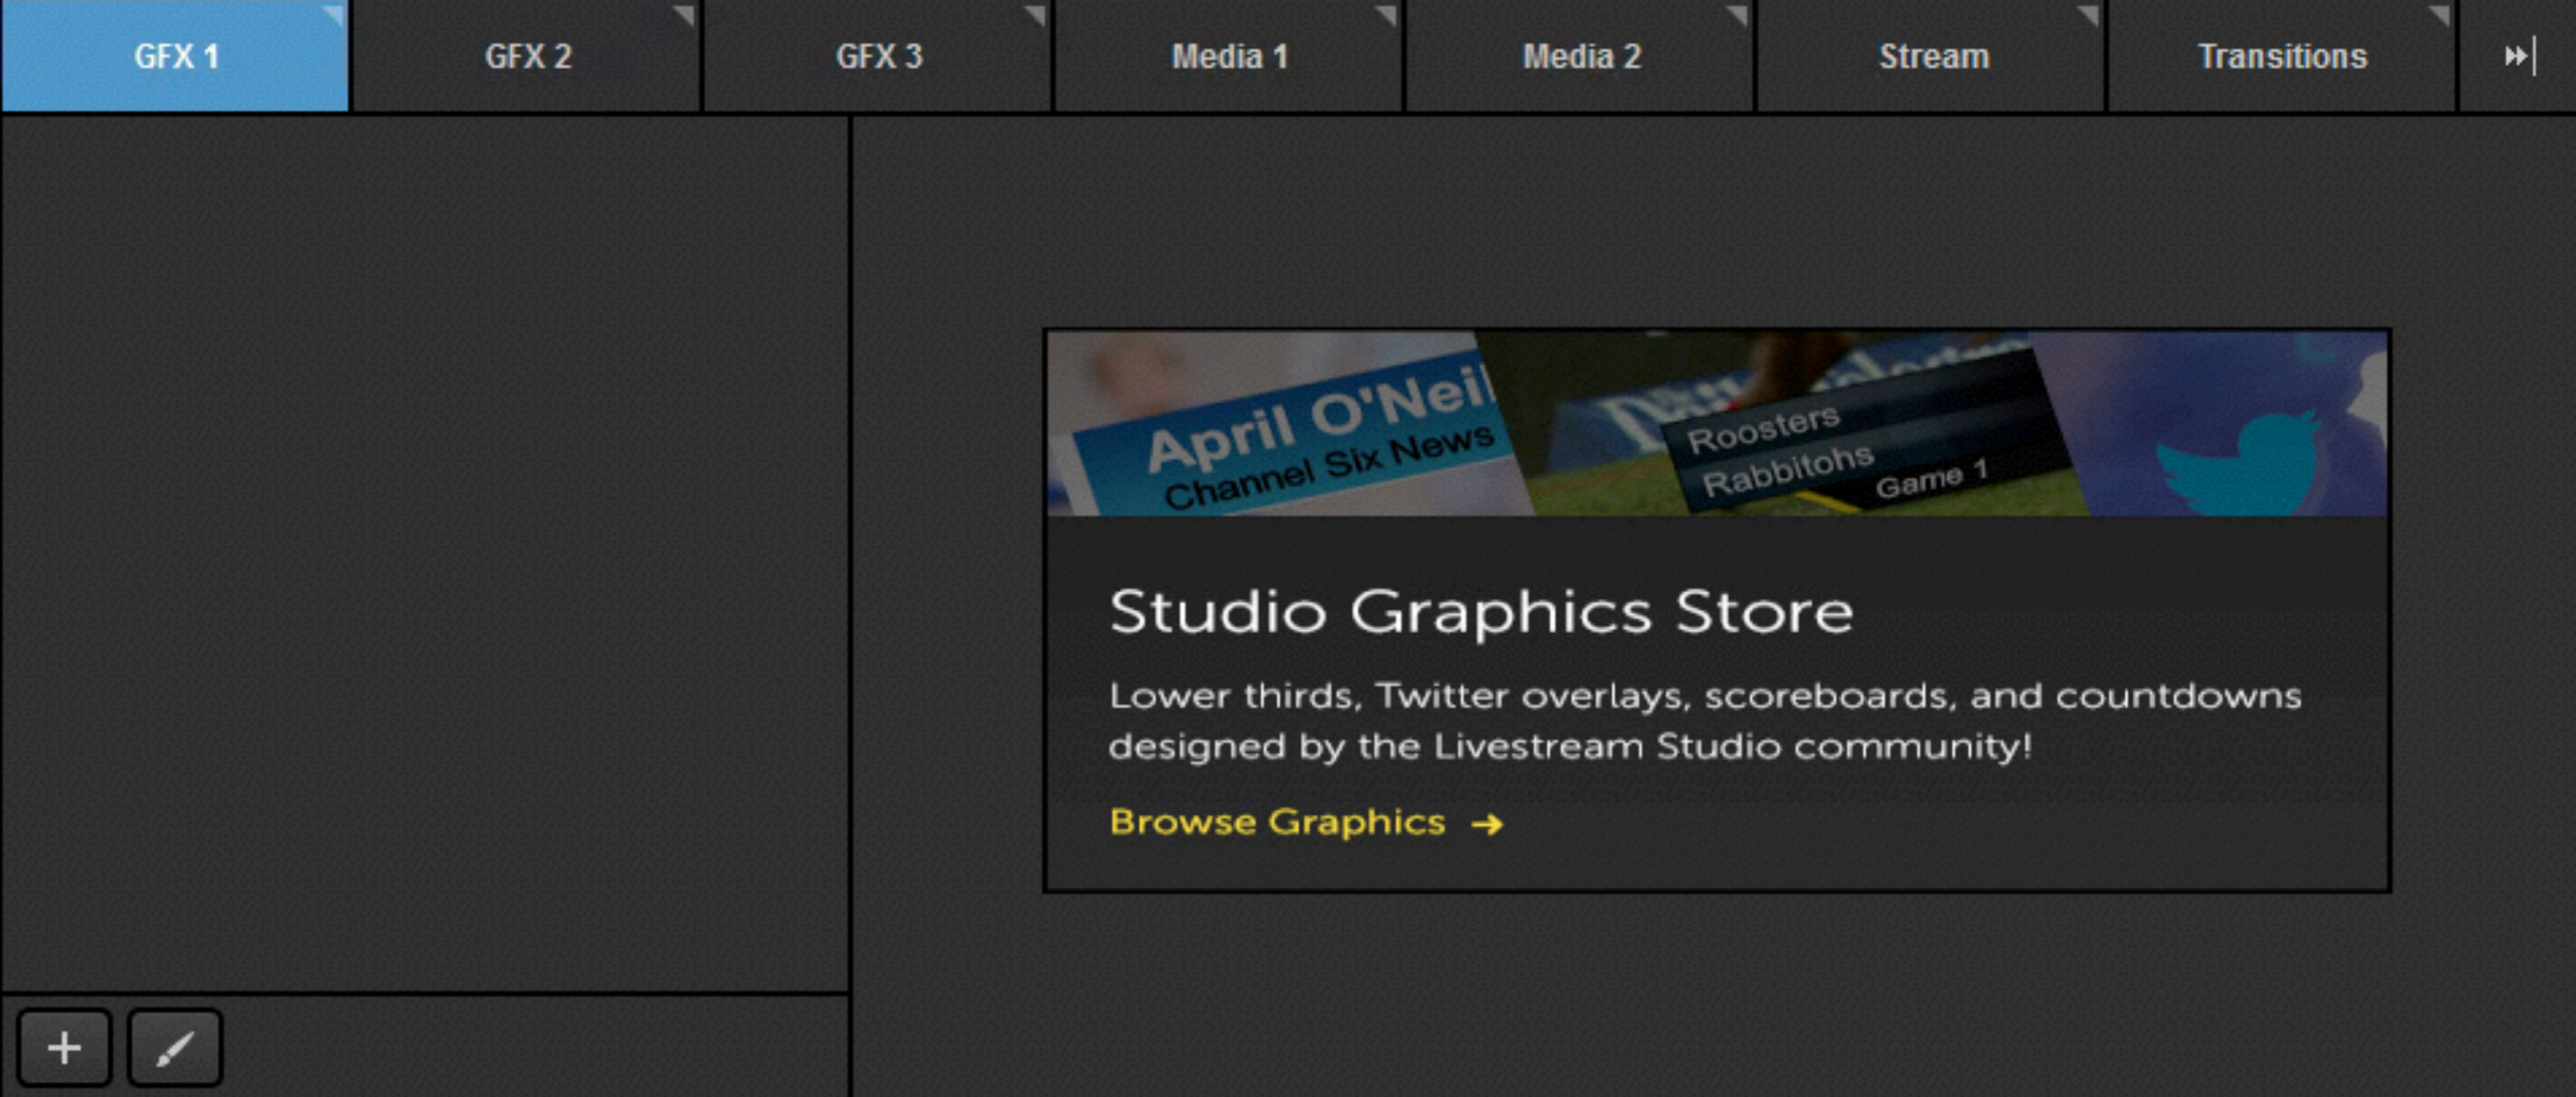 GFX 1
GFX 2
GFX 3
Media 1
Media 2
Stream
Transitions
April O'Neil
Channel Six News
Roosters
Rabbitohs
Game 1
Studio Graphics Store
Lower thirds, Twitter overlays, scoreboards, and countdowns
designed by the Livestream Studio community!
Browse Graphics →